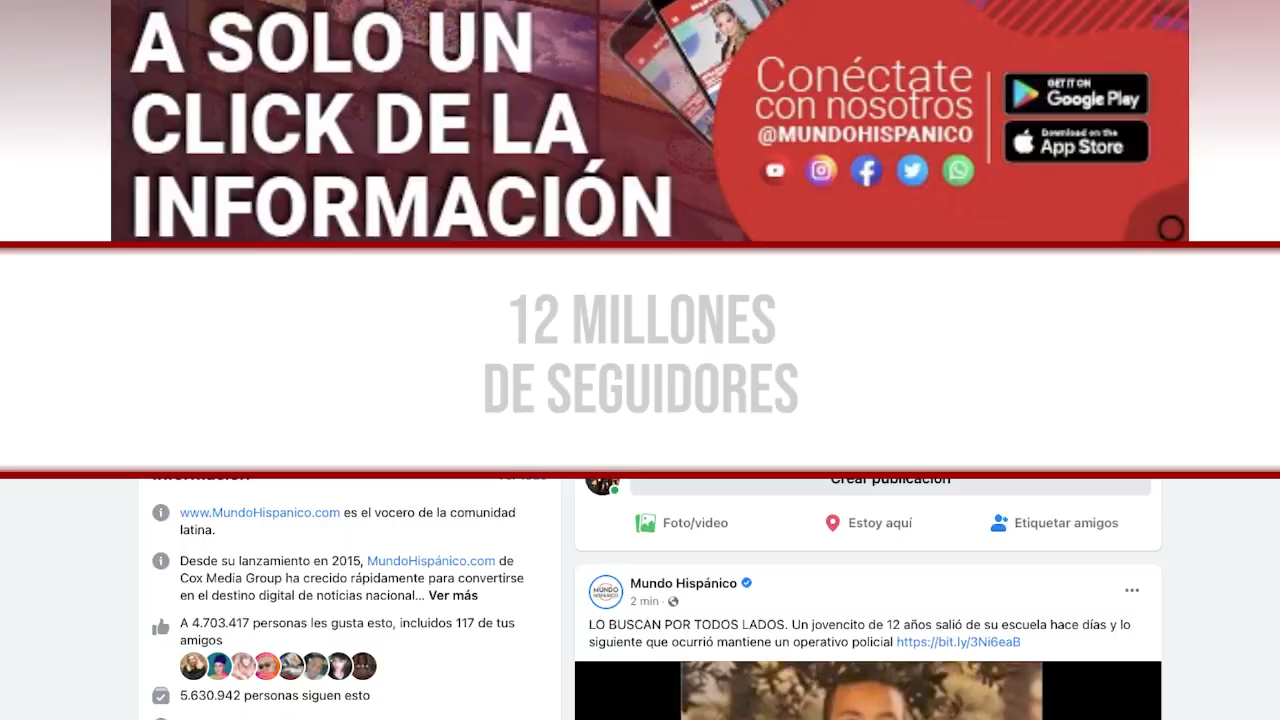 A SOLO UN
CLICK DE LA
INFORMACIÓN
Conéctate
con nosotros
@MUNDOHISPANICO
GET IT ON
Google Play
Download on the
App Store
12 MILLONES
DE SEGUIDORES
www.MundoHispanico.com es el vocero de la comunidad
latina.
Desde su lanzamiento en 2015, MundoHispánico.com de
Cox Media Group ha crecido rápidamente para convertirse
en el destino digital de noticias nacional... Ver más
A 4.703.417 personas les gusta esto, incluidos 117 de tus
amigos
5.630.942 personas siguen esto
Crear publicación
Foto/video
Estoy aquí
Etiquetar amigos
MUNDO
HISPÁNICO
Mundo Hispánico
2 min ·
LO BUSCAN POR TODOS LADOS. Un jovencito de 12 años salió de su escuela hace días y lo
siguiente que ocurrió mantiene un operativo policial https://bit.ly/3Ni6eaB